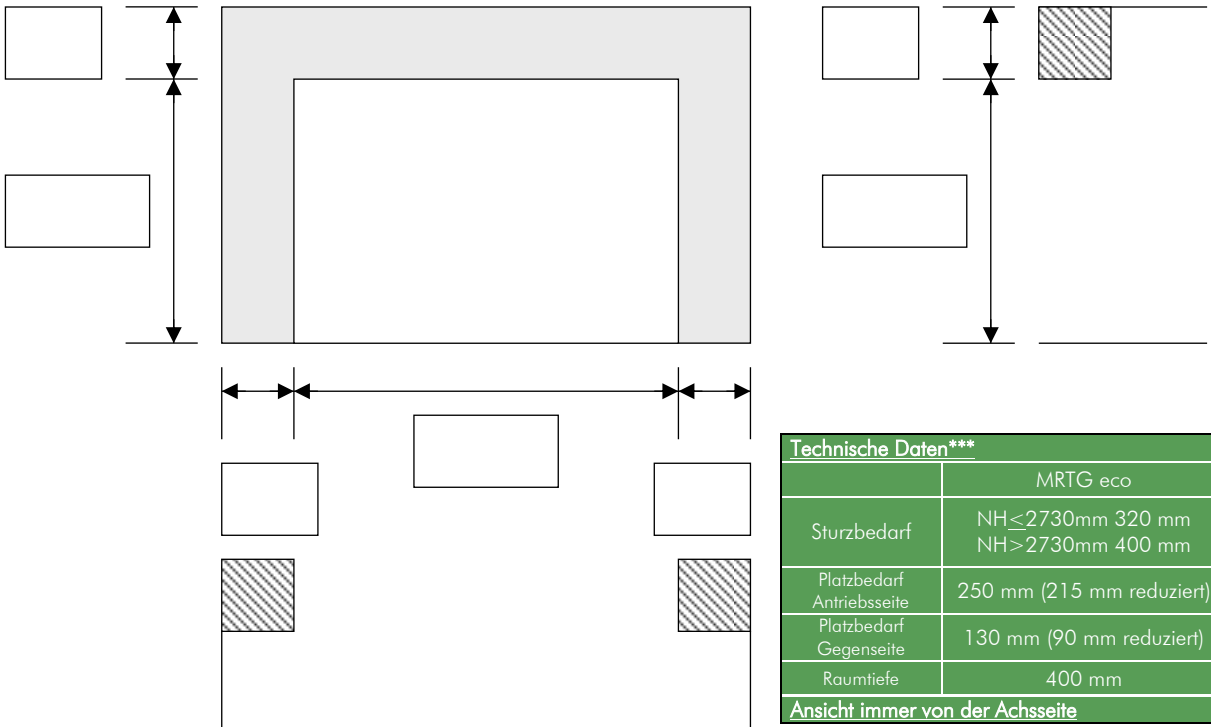 Technische Daten***
MRTG eco
Sturzbedarf
NH<2730mm 320 mm
NH>2730mm 400 mm
Platzbedarf
Antriebsseite
250 mm (215 mm reduziert)
Platzbedarf
Gegenseite
130 mm (90 mm reduziert)
Raumtiefe
400 mm
Ansicht immer von der Achsseite